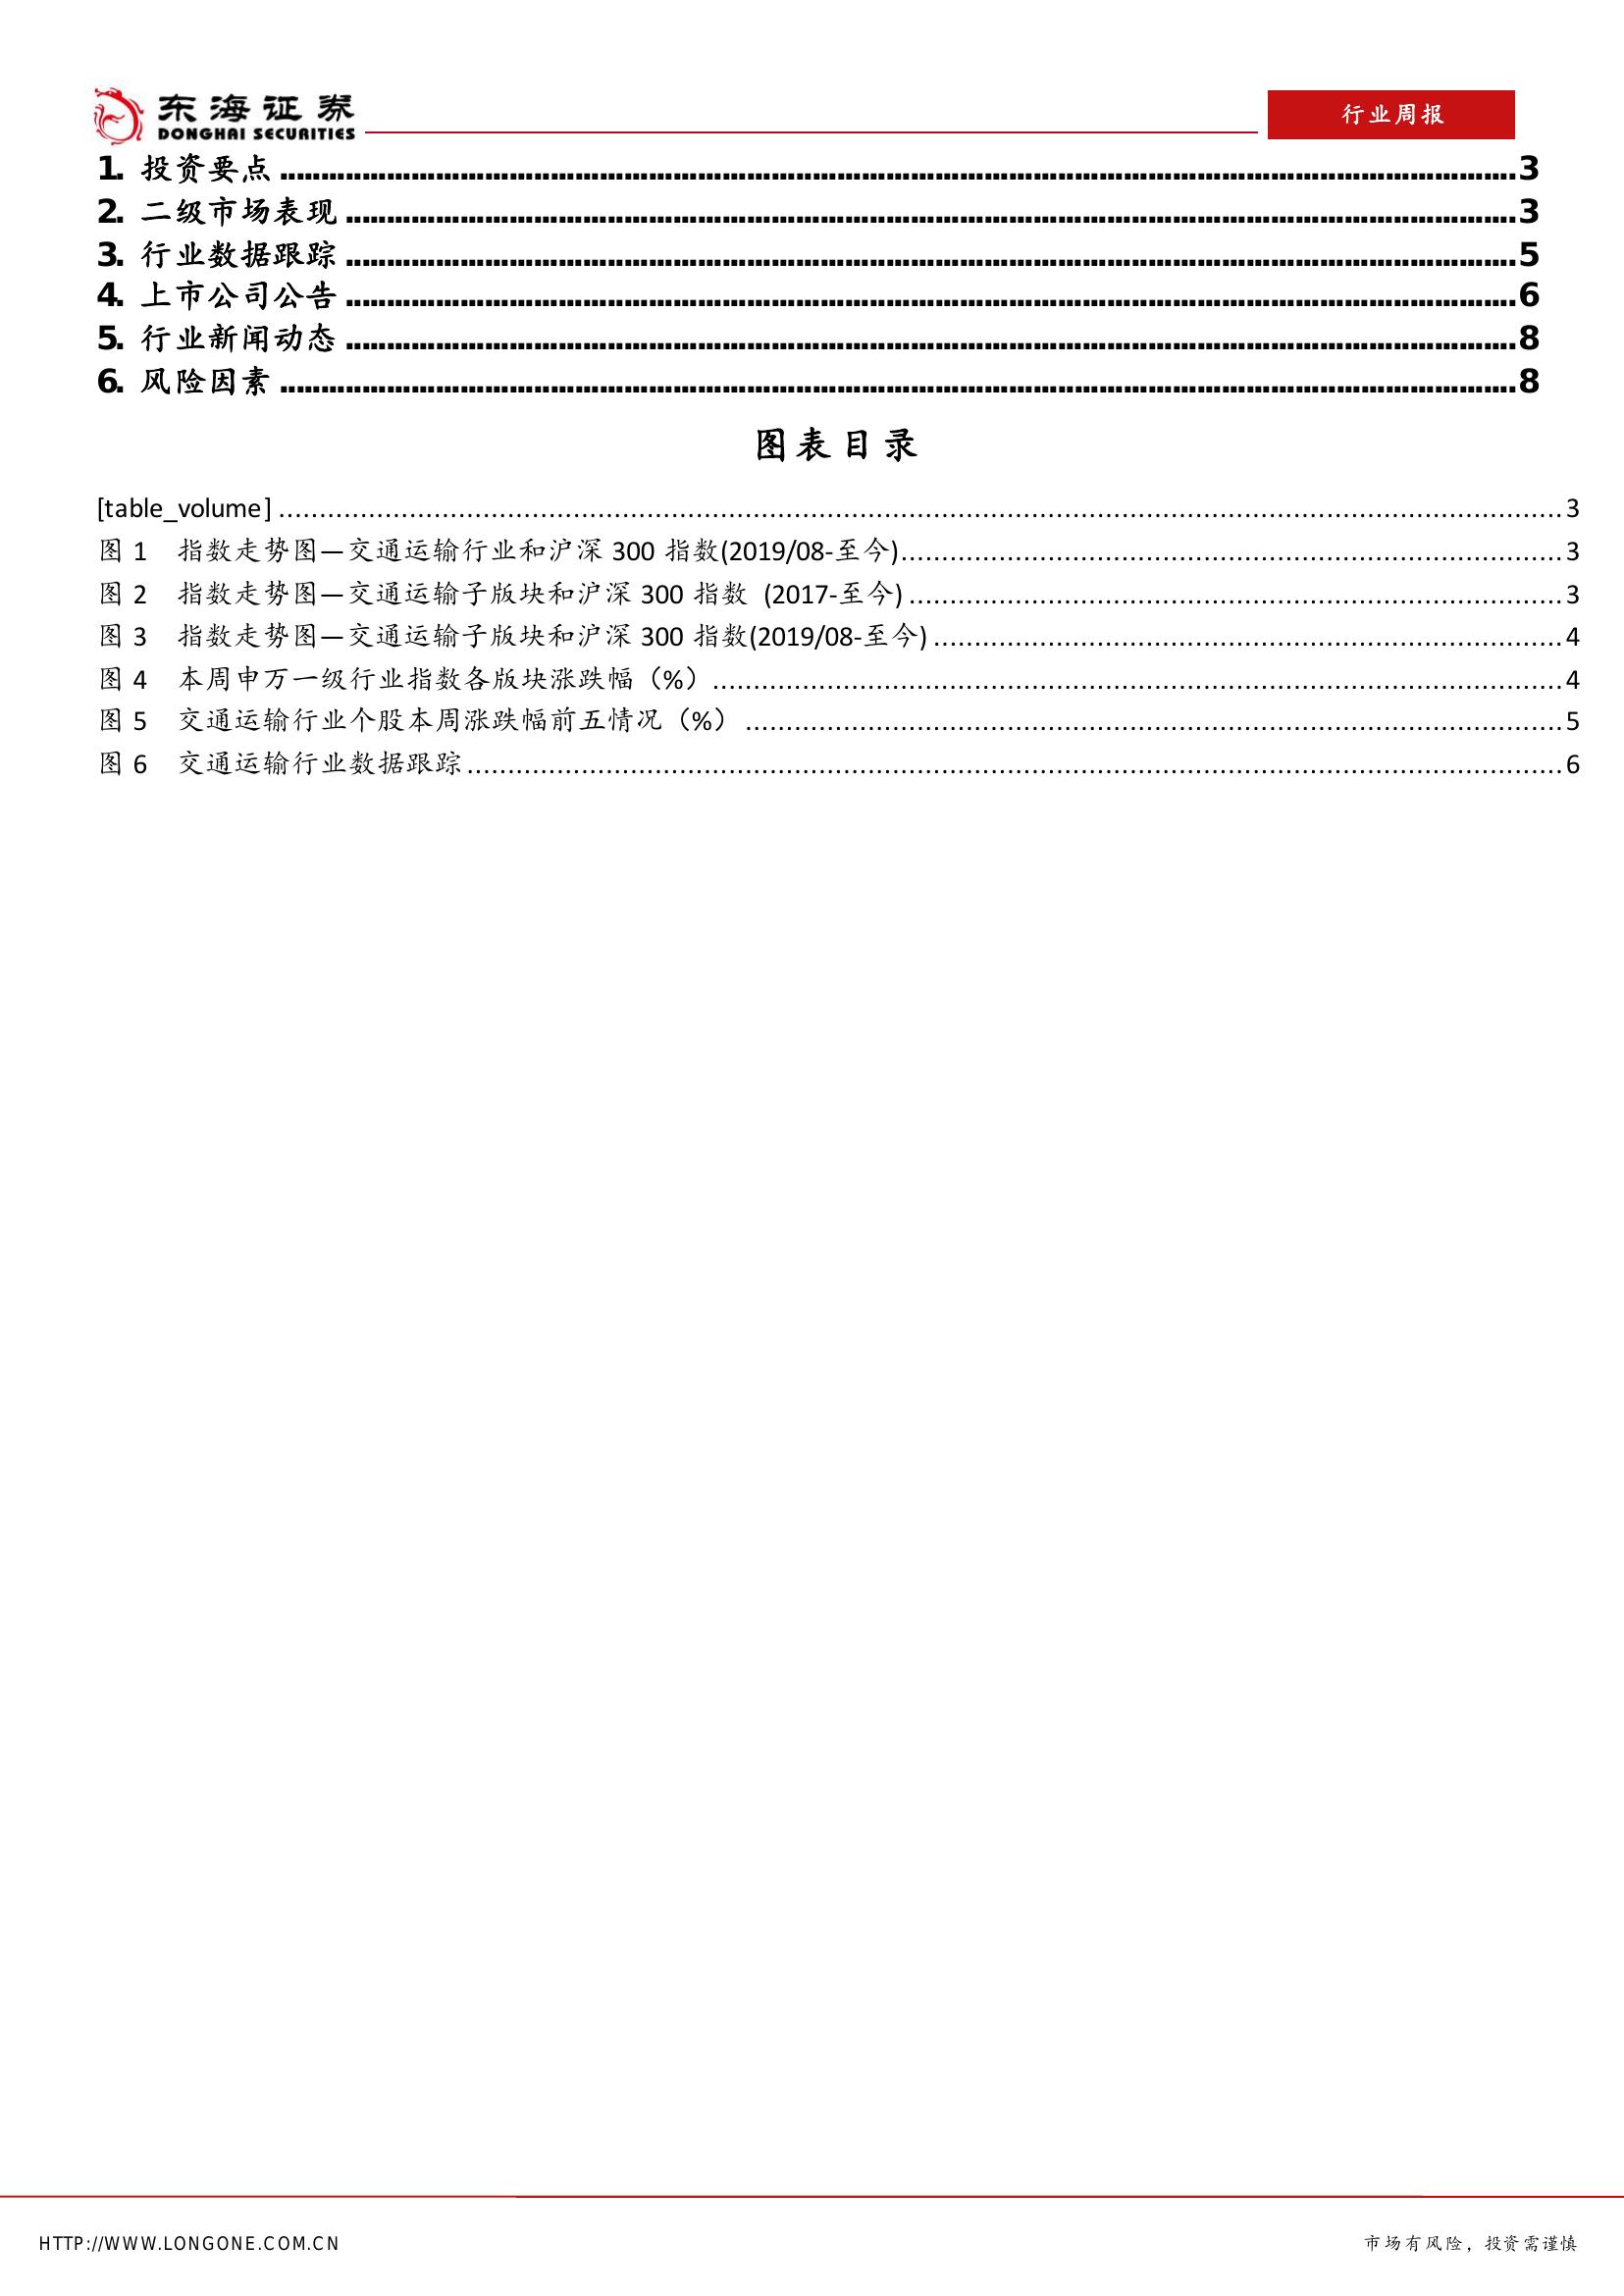 东海证券
DONGHAI SECURITIES
行业周报
1. 投资要点........................3
2. 二级市场表现........................3
3. 行业数据跟踪........................5
4. 上市公司公告........................6
5. 行业新闻动态........................8
6. 风险因素........................8
图表目录
[table_volume]........................3
图 1 指数走势图—交通运输行业和沪深 300 指数(2019/08-至今)........................3
图 2 指数走势图—交通运输子版块和沪深 300 指数 (2017-至今)........................3
图 3 指数走势图—交通运输子版块和沪深 300 指数(2019/08-至今)........................4
图 4 本周申万一级行业指数各版块涨跌幅（%）........................4
图 5 交通运输行业个股本周涨跌幅前五情况（%）........................5
图 6 交通运输行业数据跟踪........................6
HTTP://WWW.LONGONE.COM.CN
市场有风险，投资需谨慎